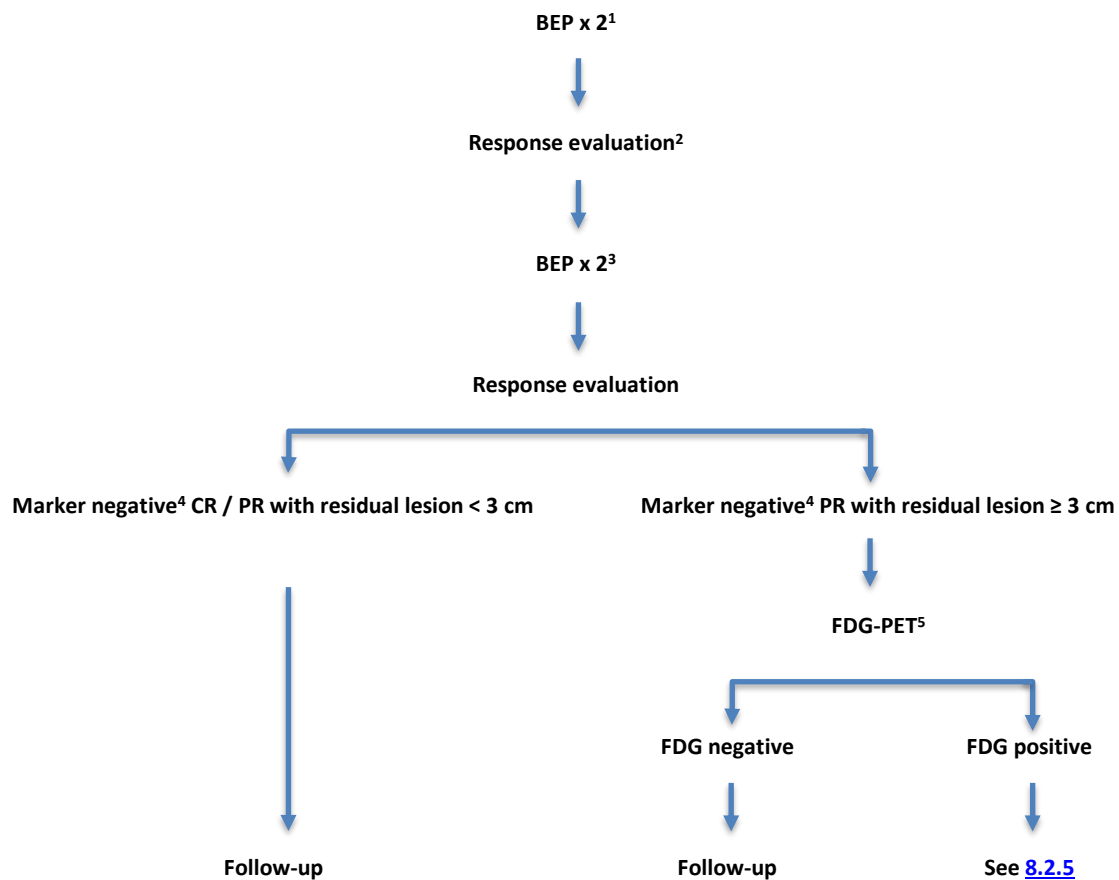 BEP x 2¹
Response evaluation²
BEP x 2³
Response evaluation
Marker negative⁴ CR / PR with residual lesion < 3 cm
Marker negative⁴ PR with residual lesion ≥ 3 cm
FDG-PET⁵
FDG negative
FDG positive
Follow-up
Follow-up
See 8.2.5